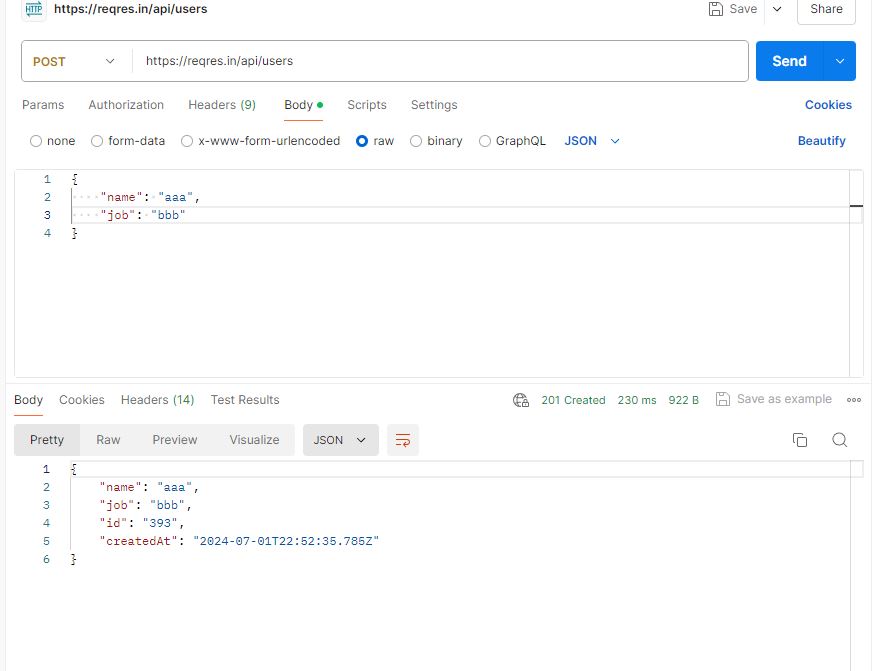 HTTP https://reqres.in/api/users Save Share
POST https://reqres.in/api/users Send
Params Authorization Headers (9) Body Scripts Settings Cookies
none form-data x-www-form-urlencoded raw binary GraphQL JSON Beautify
1 {
2 "name": "aaa",
3 "job": "bbb"
4 }
Body Cookies Headers (14) Test Results 201 Created 230 ms 922 B Save as example
Pretty Raw Preview Visualize JSON
1 {
2 "name": "aaa",
3 "job": "bbb",
4 "id": "393",
5 "createdAt": "2024-07-01T22:52:35.785Z"
6 }